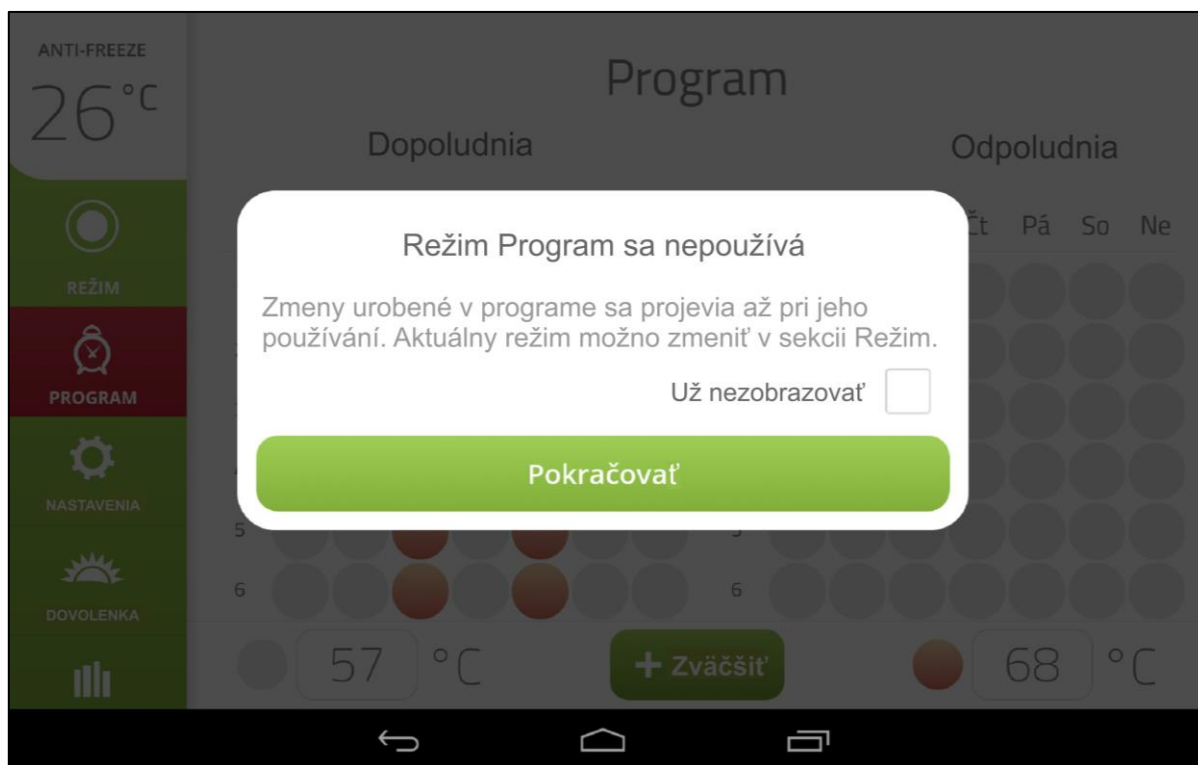 ANTI-FREEZE
26 °C
REŽIM
PROGRAM
NASTAVENIA
DOVOLENKA
Program
Dopoludnia
Odpoludnia
Čt Pá So Ne
Režim Program sa nepoužívá
Zmeny urobené v programe sa projevia až pri jeho
používání. Aktuálny režim možno zmeniť v sekcii Režim.
Už nezobrazovať
Pokračovať
5
6 6
57 °C + Zväčšiť 68 °C